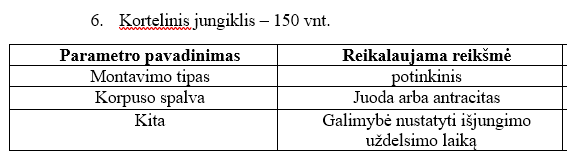 6. Kortelinis jungiklis – 150 vnt.
Parametro pavadinimas Reikalaujama reikšmė
Montavimo tipas potinkinis
Korpuso spalva Juoda arba antracitas
Kita Galimybė nustatyti išjungimo
uždelsimo laiką